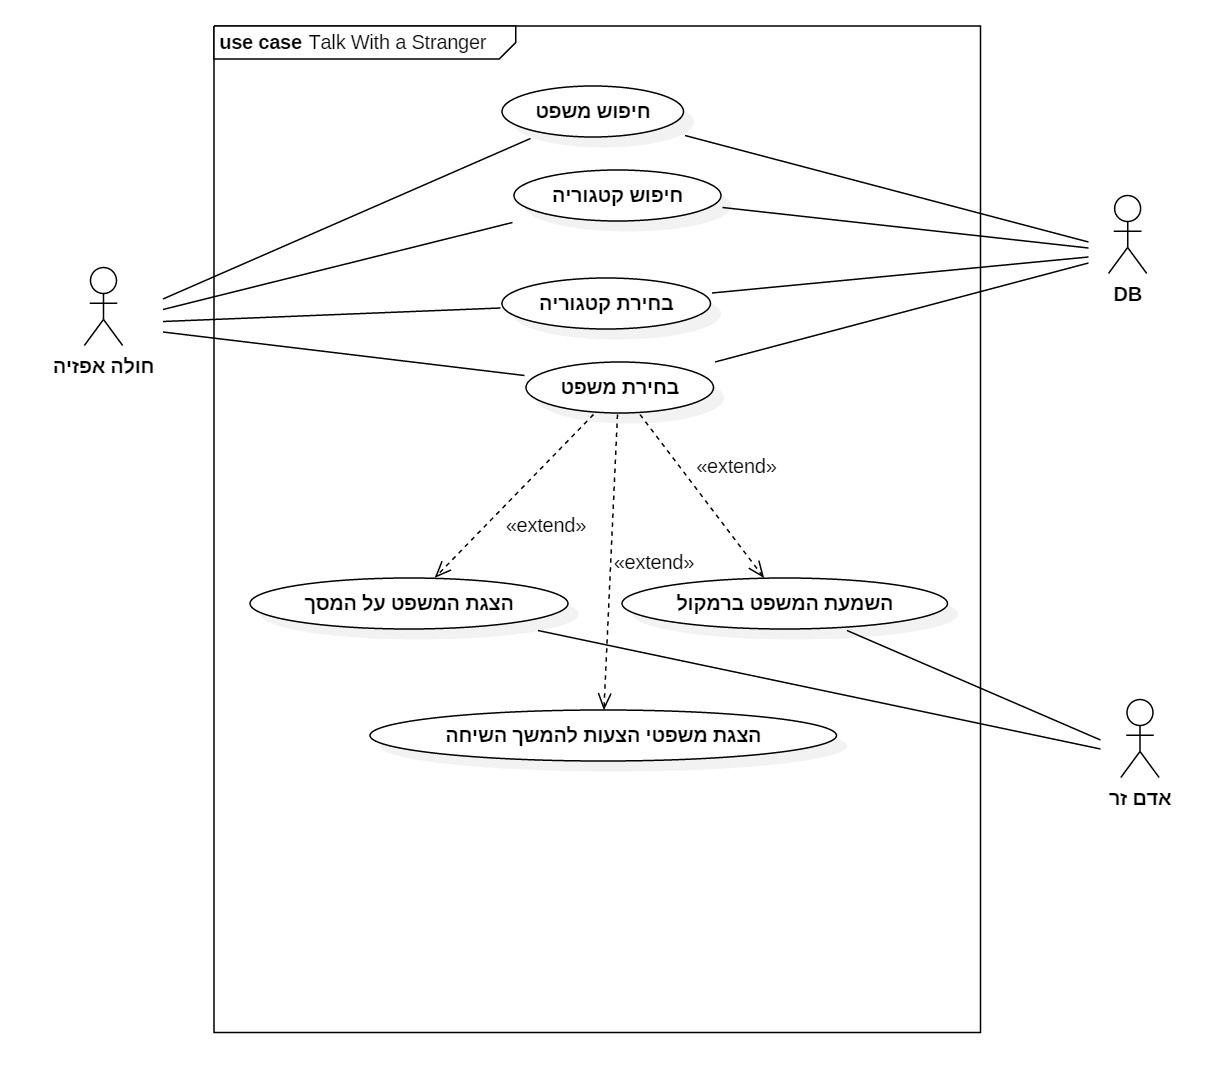 use case Talk With a Stranger
חיפוש משפט
חיפוש קטגוריה
DB
בחירת קטגוריה
חולה אפזיה
בחירת משפט
«extend»
«extend»
«extend»
הצגת המשפט על המסך
השמעת המשפט ברמקול
הצגת משפטי הצעות להמשך השיחה
אדם זר